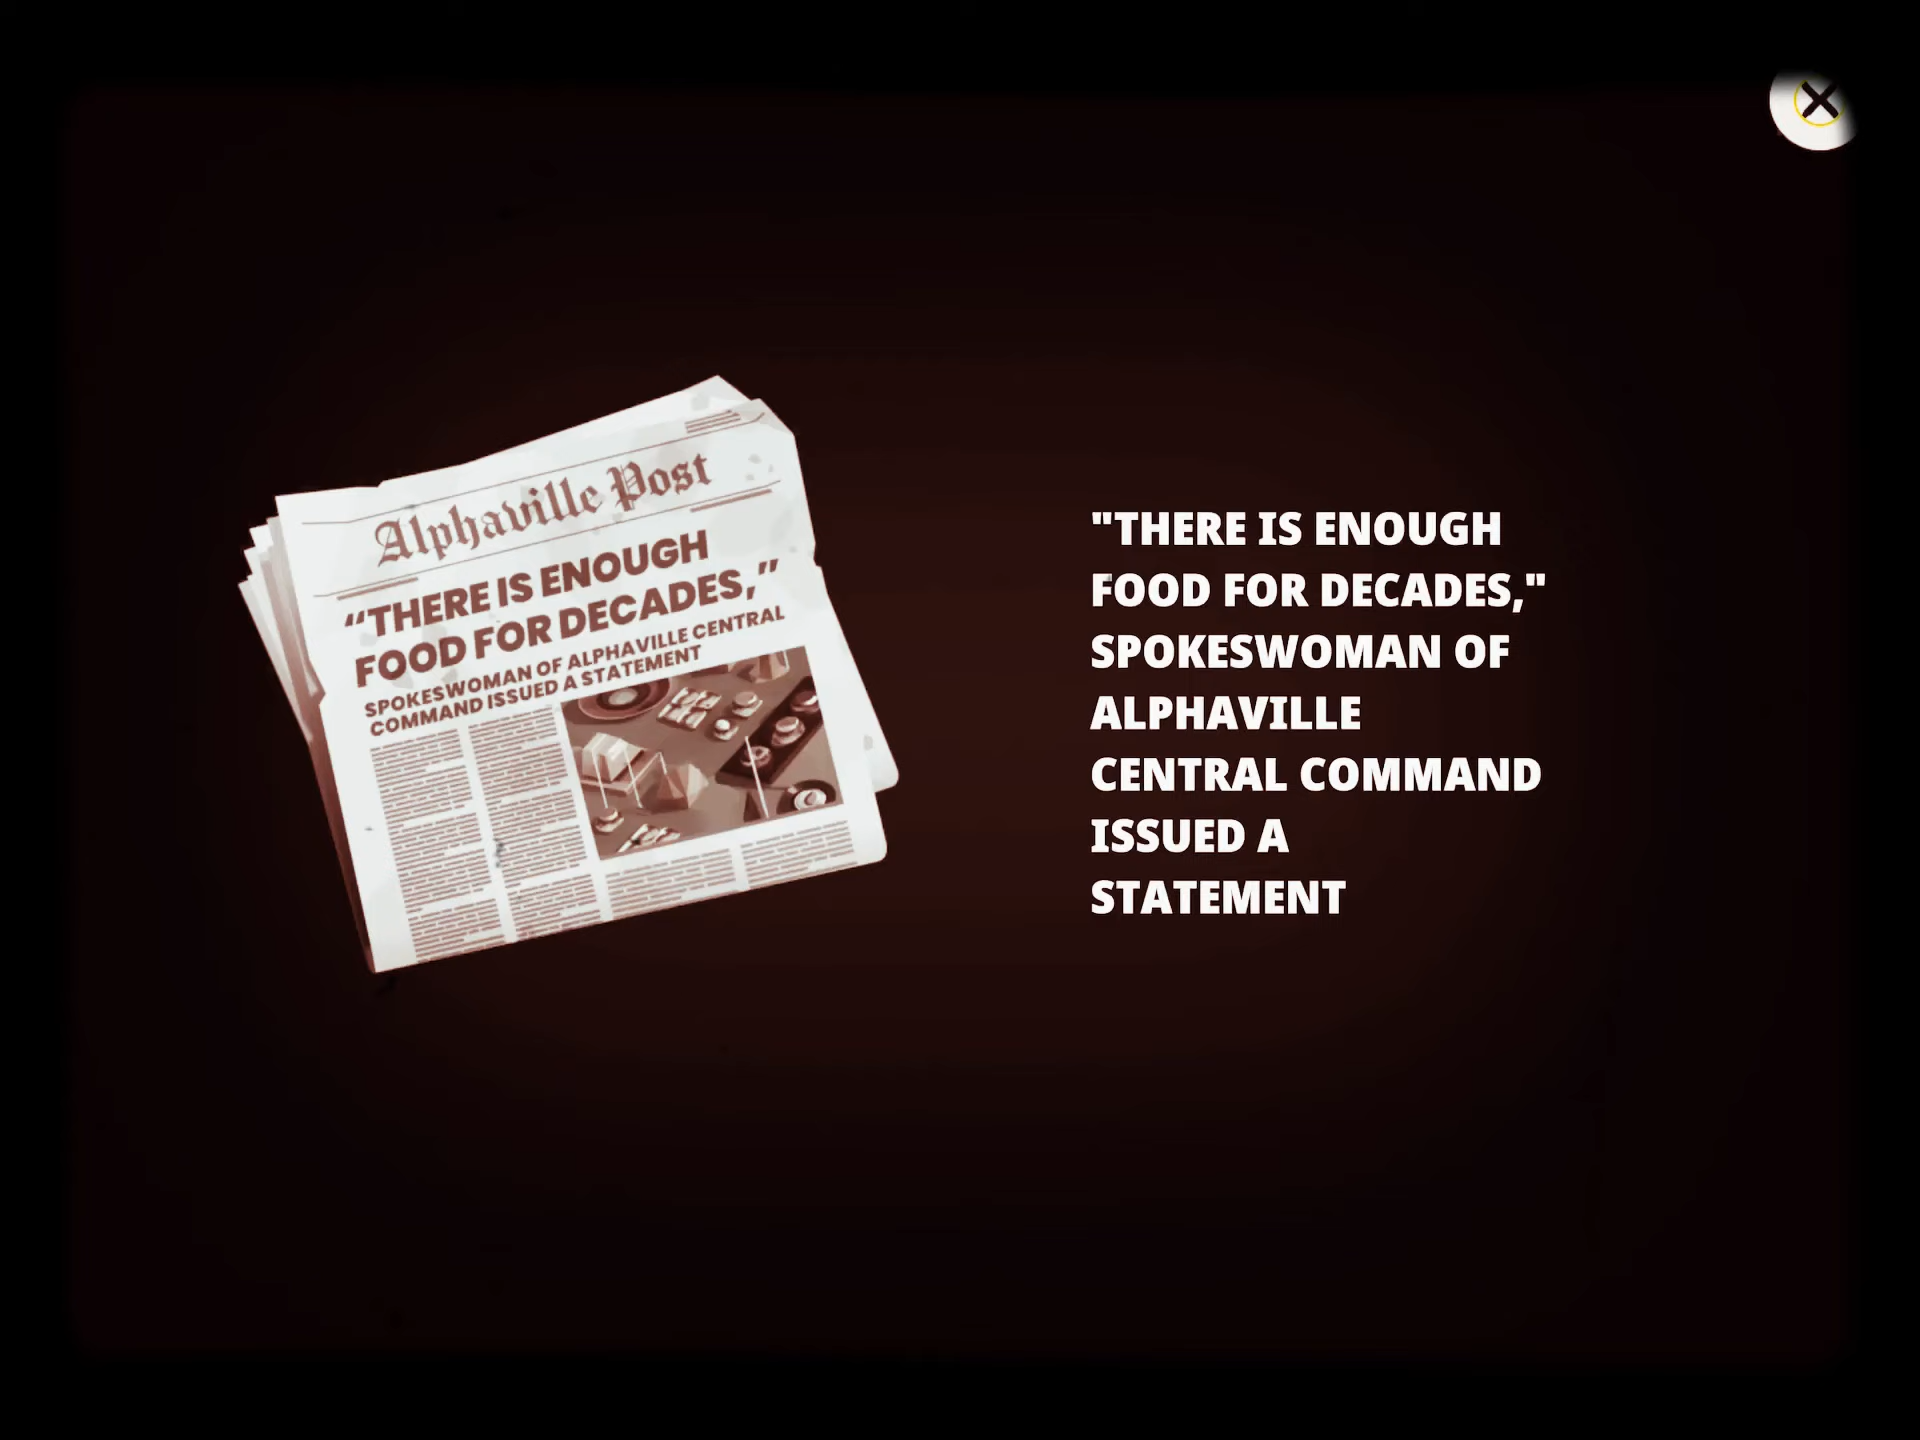 Alphaville Post
“THERE IS ENOUGH
FOOD FOR DECADES,”
SPOKESWOMAN OF ALPHAVILLE CENTRAL
COMMAND ISSUED A STATEMENT
"THERE IS ENOUGH
FOOD FOR DECADES,"
SPOKESWOMAN OF
ALPHAVILLE
CENTRAL COMMAND
ISSUED A
STATEMENT